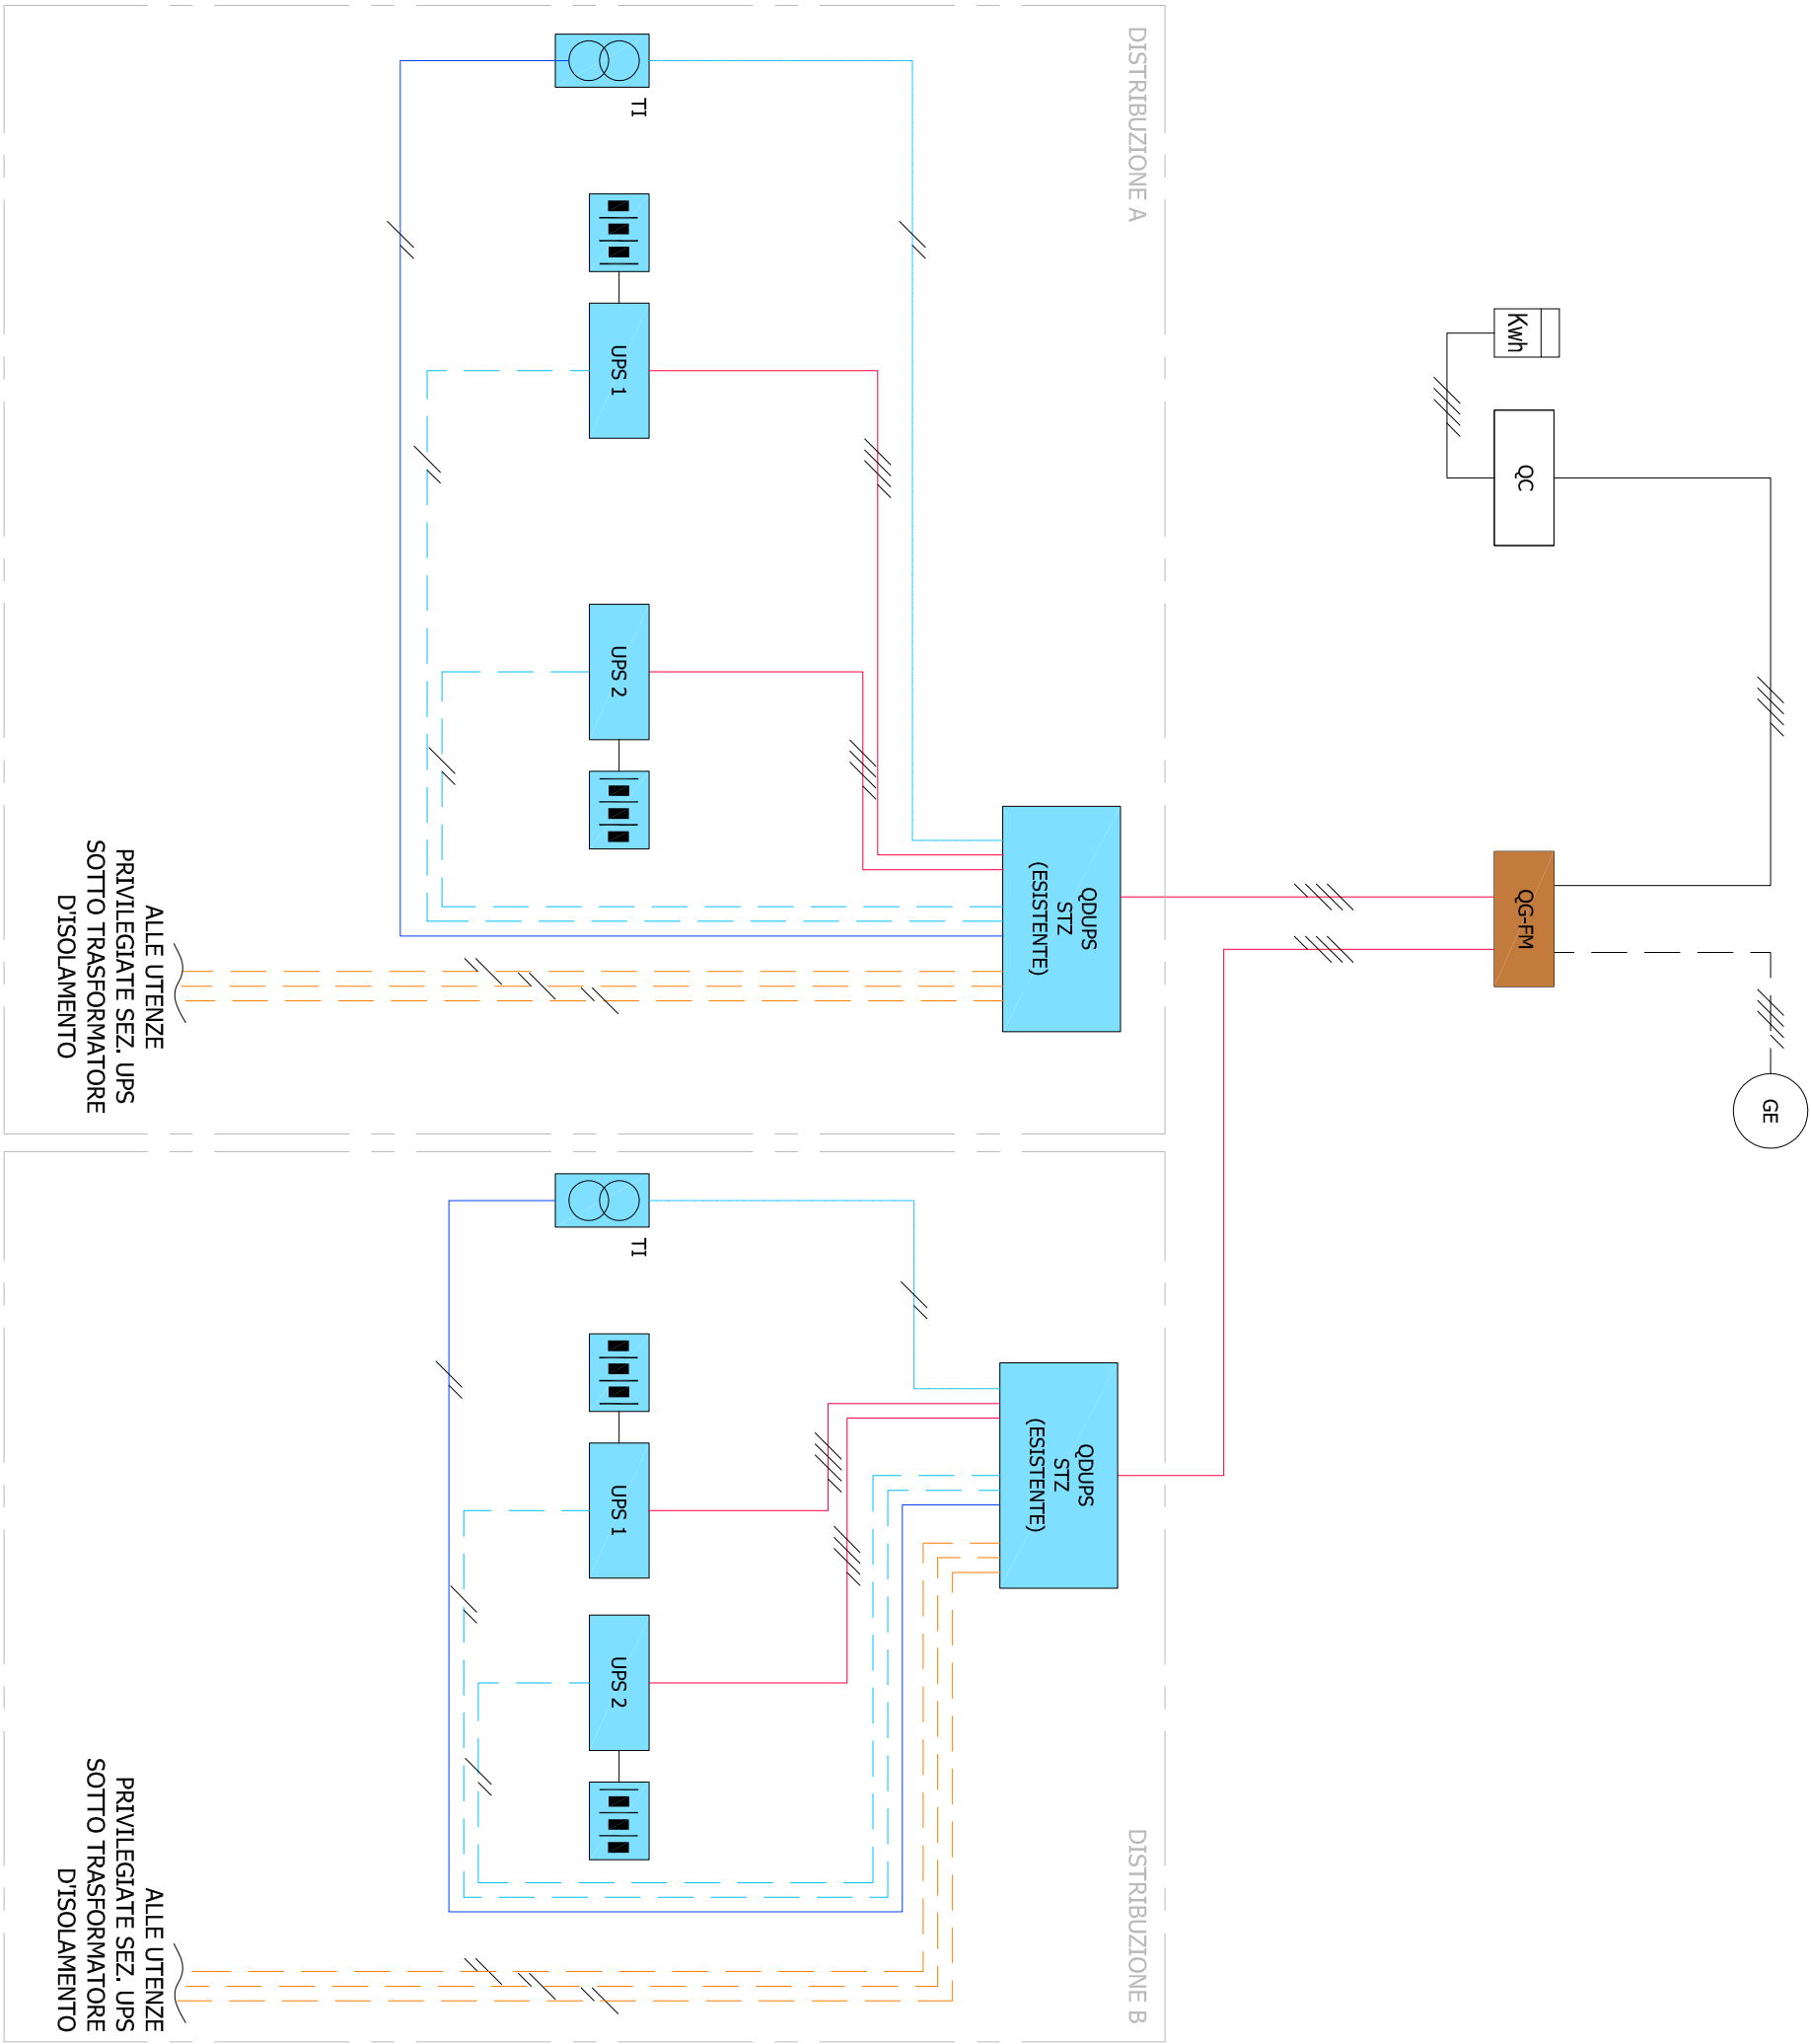 Kwh
QC
QG-FM
GE
DISTRIBUZIONE A
QDUPS
STZ
(ESISTENTE)
TI
UPS 1
UPS 2
ALLE UTENZE
PRIVILEGIATE SEZ. UPS
SOTTO TRASFORMATORE
D'ISOLAMENTO
DISTRIBUZIONE B
QDUPS
STZ
(ESISTENTE)
TI
UPS 1
UPS 2
ALLE UTENZE
PRIVILEGIATE SEZ. UPS
SOTTO TRASFORMATORE
D'ISOLAMENTO